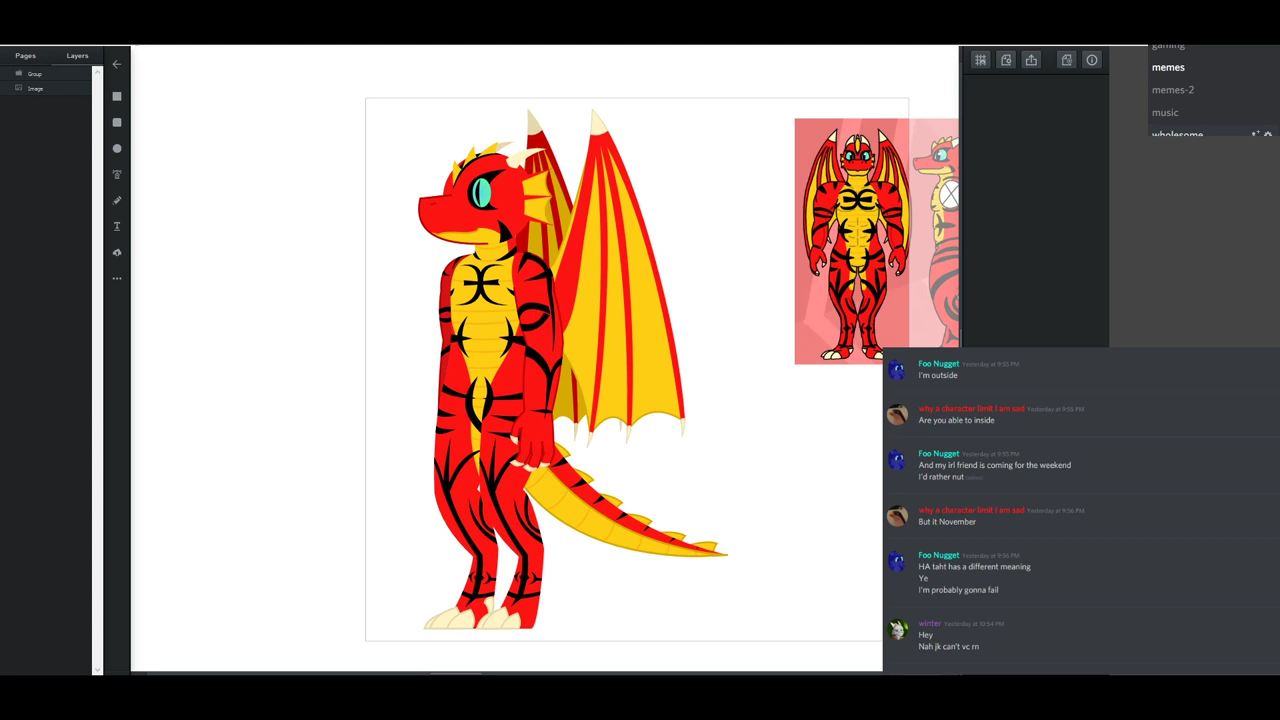 Pages
Layers
Group
Image
T
gaming
memes
memes-2
music
wholesome
Foo Nugget Yesterday at 9:55 PM
I'm outside
why a character limit I am sad Yesterday at 9:55 PM
Are you able to inside
Foo Nugget Yesterday at 9:55 PM
And my irl friend is coming for the weekend
I'd rather nut (edited)
why a character limit I am sad Yesterday at 9:56 PM
But it November
Foo Nugget Yesterday at 9:56 PM
HA taht has a different meaning
Ye
I'm probably gonna fail
winter Yesterday at 10:54 PM
Hey
Nah jk can't vc rn